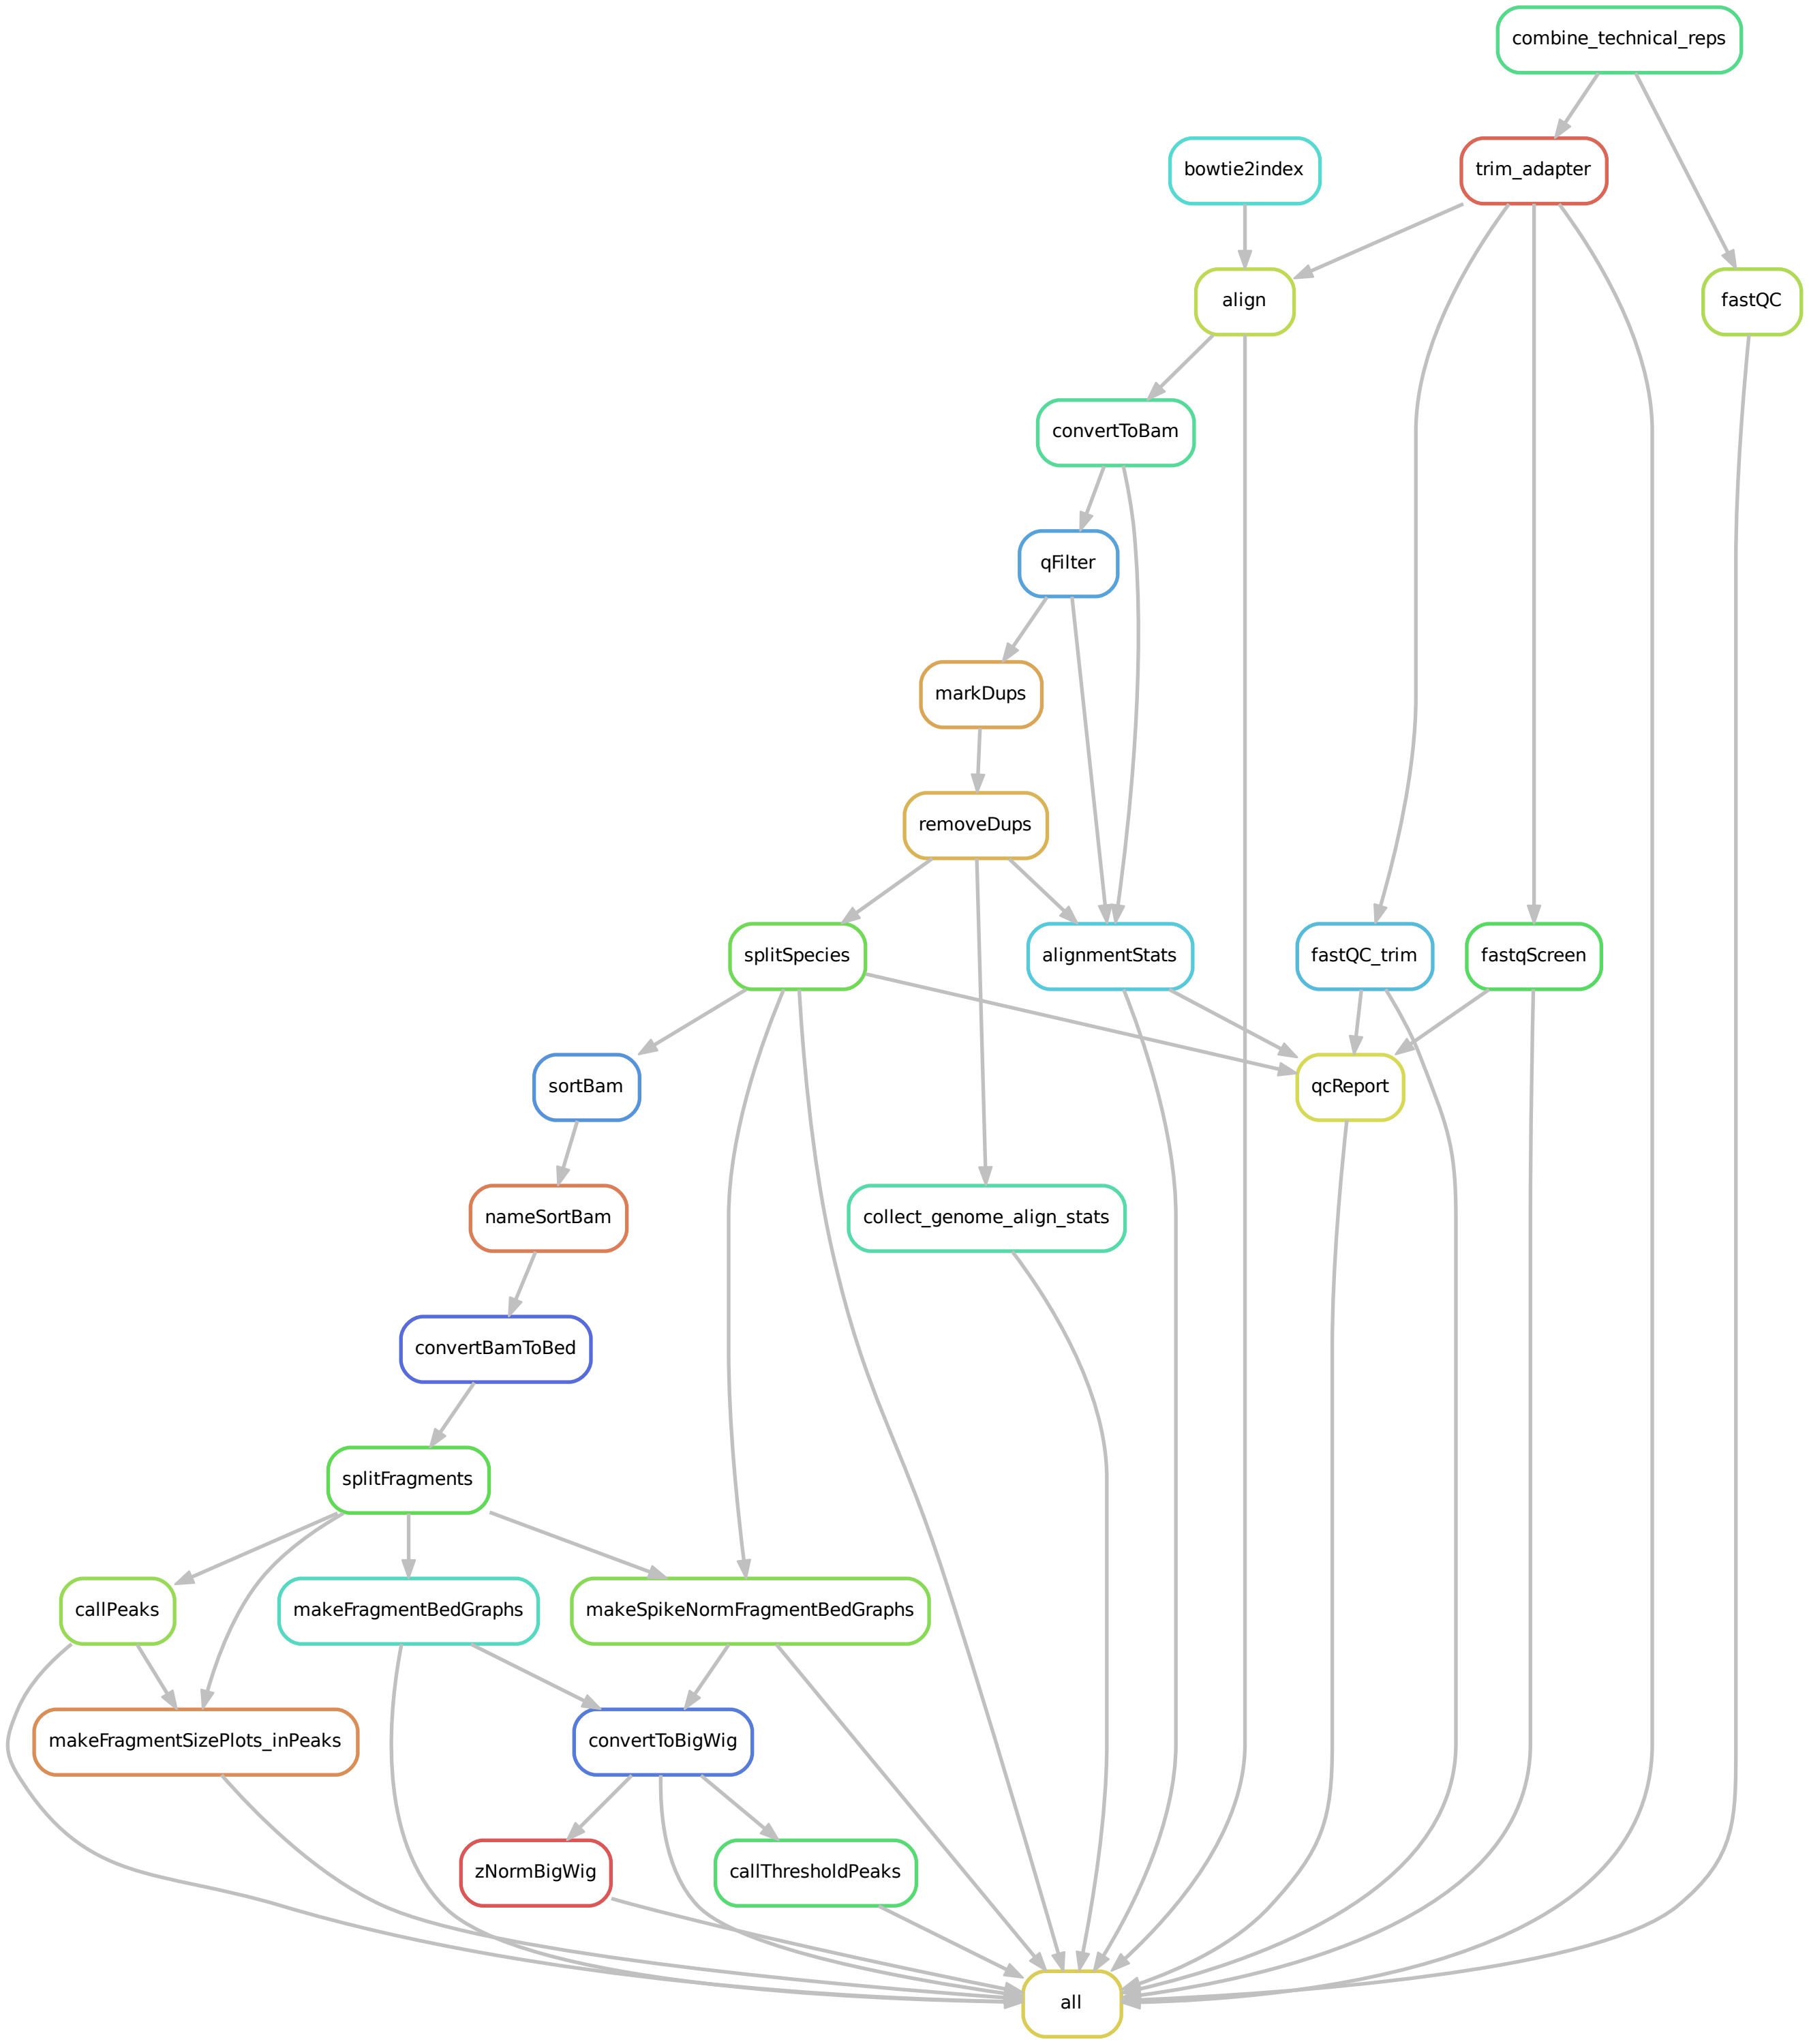 combine_technical_reps
bowtie2index
trim_adapter
align
fastQC
convertToBam
qFilter
markDups
removeDups
splitSpecies
alignmentStats
fastQC_trim
fastqScreen
sortBam
qcReport
nameSortBam
collect_genome_align_stats
convertBamToBed
splitFragments
callPeaks
makeFragmentBedGraphs
makeSpikeNormFragmentBedGraphs
makeFragmentSizePlots_inPeaks
convertToBigWig
zNormBigWig
callThresholdPeaks
all